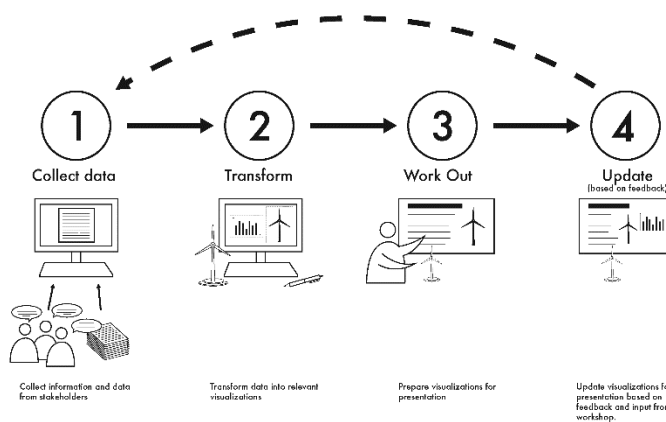 1
2
3
4
Collect data
Transform
Work Out
Update
(based on feedback)
Collect information and data
from stakeholders
Transform data into relevant
visualizations
Prepare visualizations for
presentation
Update visualizations fo
presentation based on
feedback and input from
workshop.